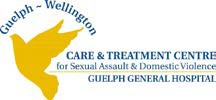 Guelph ~ Wellington
CARE & TREATMENT CENTRE
for Sexual Assault & Domestic Violence
GUELPH GENERAL HOSPITAL